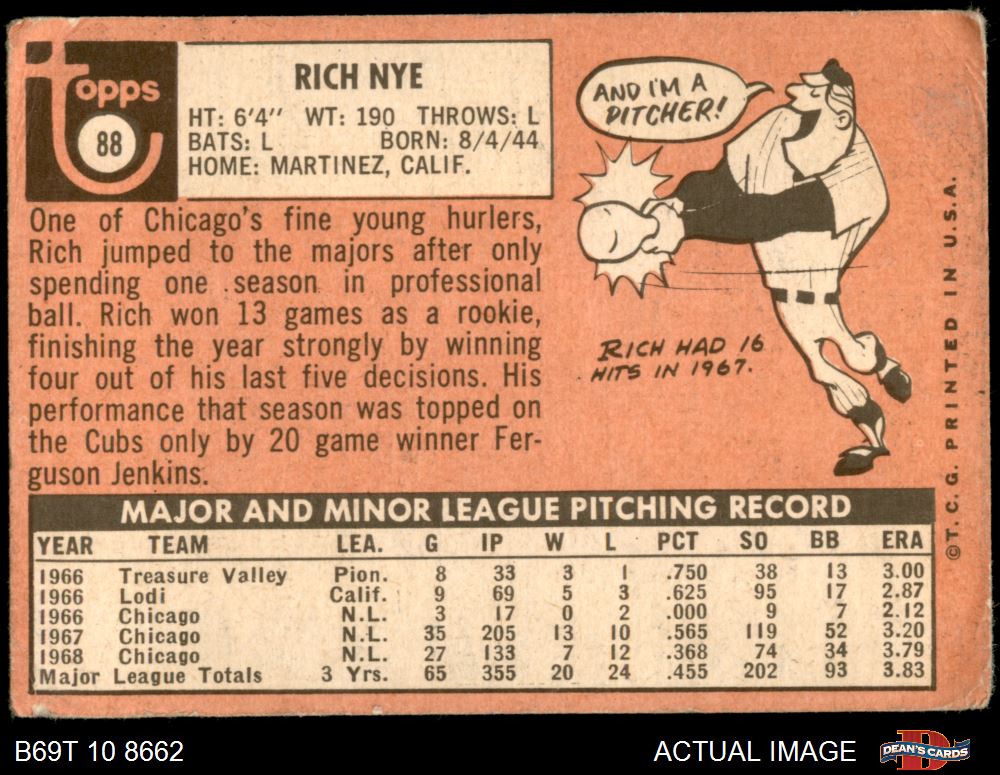 topps
88
RICH NYE
HT: 6'4" WT: 190 THROWS: L
BATS: L BORN: 8/4/44
HOME: MARTINEZ, CALIF.
One of Chicago's fine young hurlers,
Rich jumped to the majors after only
spending one season in professional
ball. Rich won 13 games as a rookie,
finishing the year strongly by winning
four out of his last five decisions. His
performance that season was topped on
the Cubs only by 20 game winner Fer-
guson Jenkins.
AND I'M A
PITCHER!
RICH HAD 16
HITS IN 1967.
©T.C.G. PRINTED IN U.S.A.
MAJOR AND MINOR LEAGUE PITCHING RECORD
YEAR TEAM LEA. G IP W L PCT SO BB ERA
1966 Treasure Valley Pion. 8 33 3 1 .750 38 13 3.00
1966 Lodi Calif. 9 69 5 3 .625 95 17 2.87
1966 Chicago N.L. 3 17 0 2 .000 9 7 2.12
1967 Chicago N.L. 35 205 13 10 .565 119 52 3.20
1968 Chicago N.L. 27 133 7 12 .368 74 34 3.79
Major League Totals 3 Yrs. 65 355 20 24 .455 202 93 3.83
B69T 10 8662
ACTUAL IMAGE
DEAN'S CARDS